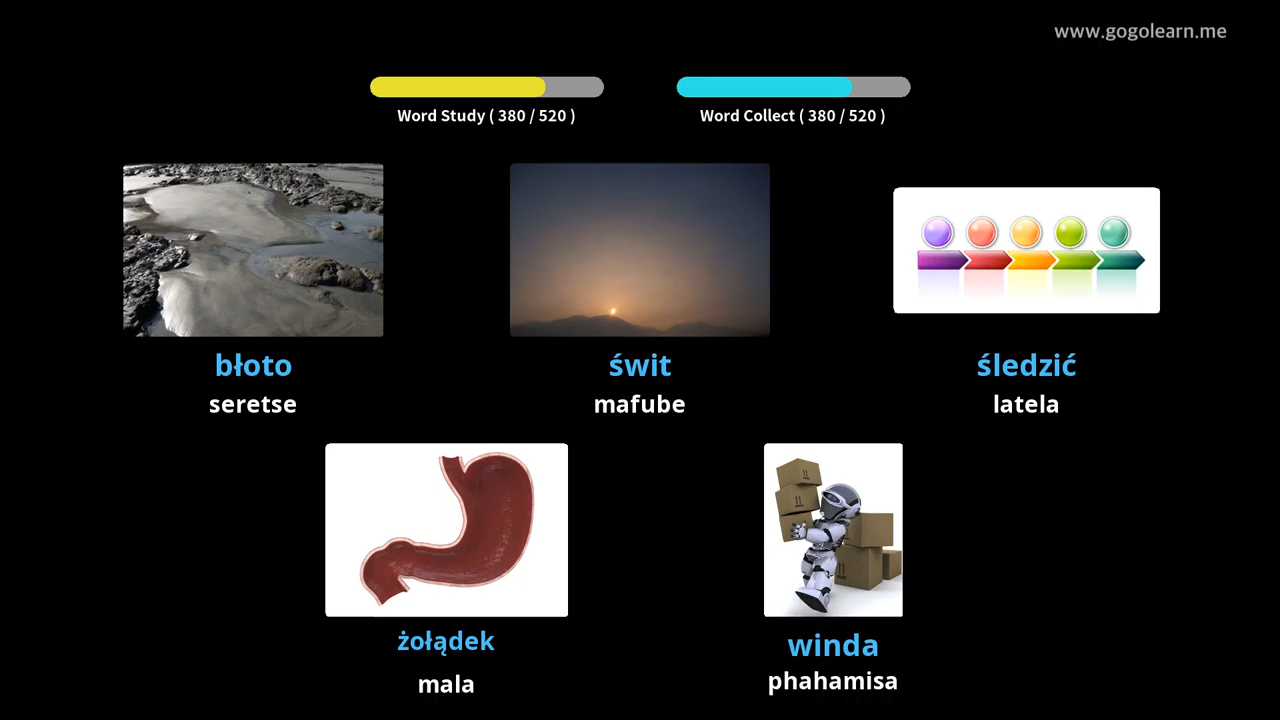 www.gogolearn.me
Word Study ( 380 / 520 )
Word Collect ( 380 / 520 )
błoto
seretse
świt
mafube
śledzić
latela
żołądek
mala
winda
phahamisa